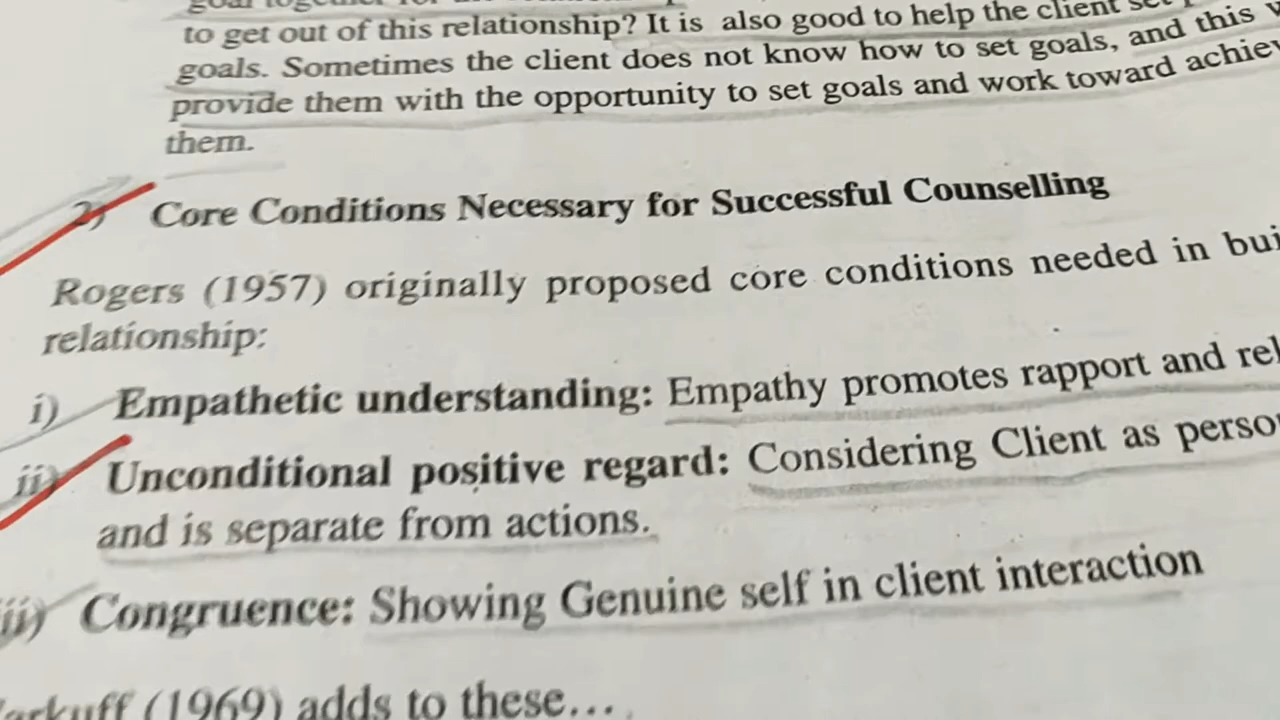 to get out of this relationship? It is also good to help the client set
goals. Sometimes the client does not know how to set goals, and this
provide them with the opportunity to set goals and work toward
them.
2) Core Conditions Necessary for Successful Counselling
Rogers (1957) originally proposed core conditions needed in
relationship:
i) Empathetic understanding: Empathy promotes rapport and
ii) Unconditional positive regard: Considering Client as
and is separate from actions.
ii) Congruence: Showing Genuine self in client interaction
(1969) adds to these...